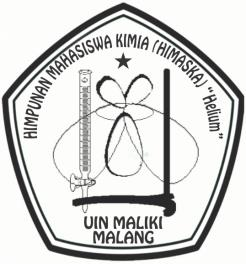 HIMPUNAN MAHASISWA KIMIA (HIMASKA) "Helium"
UIN MALIKI
MALANG